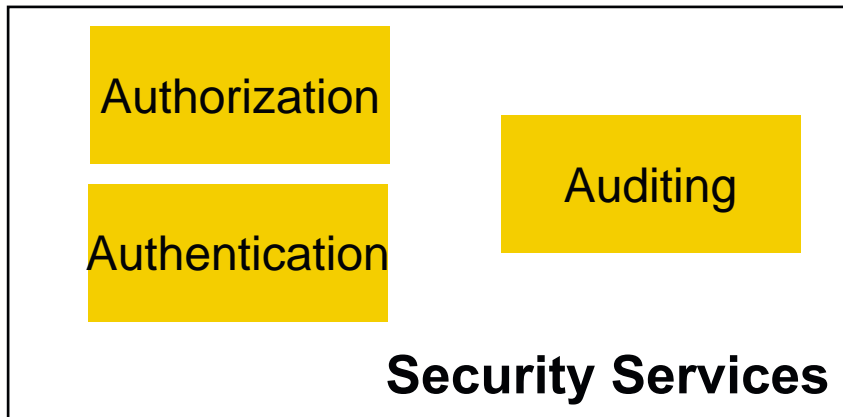 Authorization
Auditing
Authentication
Security Services